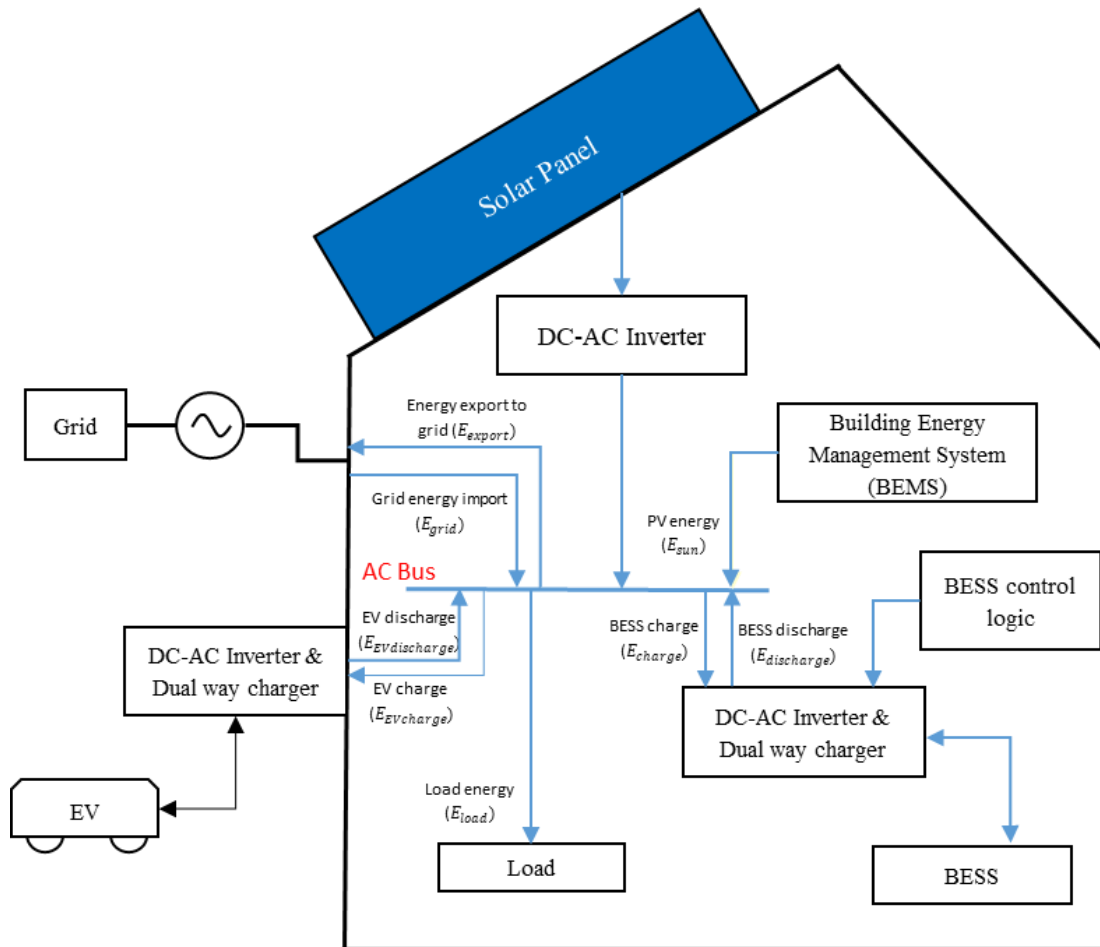 Solar Panel
DC-AC Inverter
Grid
Energy export to
grid (E_export)
Building Energy
Management System
(BEMS)
Grid energy import
(E_grid)
PV energy
(E_sun)
AC Bus
BESS control
logic
EV discharge
(E_EVdischarge)
BESS charge
(E_charge)
BESS discharge
(E_discharge)
DC-AC Inverter &
Dual way charger
EV charge
(E_EVcharge)
DC-AC Inverter &
Dual way charger
EV
Load energy
(E_load)
Load
BESS